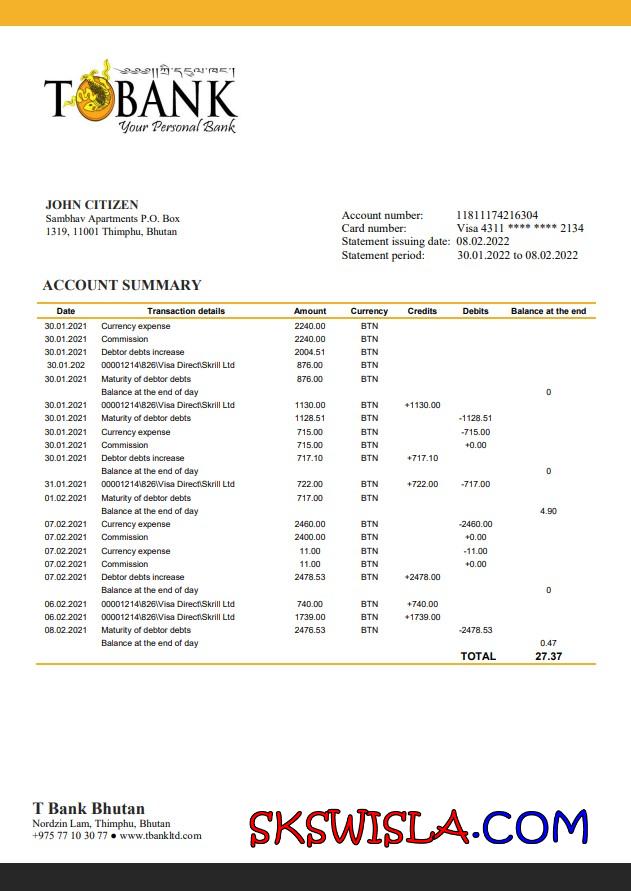 T BANK
Your Personal Bank
JOHN CITIZEN
Sambhav Apartments P.O. Box
1319, 11001 Thimphu, Bhutan
Account number: 11811174216304
Card number: Visa 4311 **** **** 2134
Statement issuing date: 08.02.2022
Statement period: 30.01.2022 to 08.02.2022
ACCOUNT SUMMARY
Date Transaction details Amount Currency Credits Debits Balance at the end
30.01.2021 Currency expense 2240.00 BTN
30.01.2021 Commission 2240.00 BTN
30.01.2021 Debtor debts increase 2004.51 BTN
30.01.202 00001214\826\Visa Direct\Skrill Ltd 876.00 BTN
30.01.2021 Maturity of debtor debts 876.00 BTN
Balance at the end of day 0
30.01.2021 00001214\826\Visa Direct\Skrill Ltd 1130.00 BTN +1130.00
30.01.2021 Maturity of debtor debts 1128.51 BTN -1128.51
30.01.2021 Currency expense 715.00 BTN -715.00
30.01.2021 Commission 715.00 BTN +0.00
30.01.2021 Debtor debts increase 717.10 BTN +717.10
Balance at the end of day 0
31.01.2021 00001214\826\Visa Direct\Skrill Ltd 722.00 BTN +722.00 -717.00
01.02.2021 Maturity of debtor debts 717.00 BTN
Balance at the end of day 4.90
07.02.2021 Currency expense 2460.00 BTN -2460.00
07.02.2021 Commission 2400.00 BTN +0.00
07.02.2021 Currency expense 11.00 BTN -11.00
07.02.2021 Commission 11.00 BTN +0.00
07.02.2021 Debtor debts increase 2478.53 BTN +2478.00
Balance at the end of day 0
06.02.2021 00001214\826\Visa Direct\Skrill Ltd 740.00 BTN +740.00
06.02.2021 00001214\826\Visa Direct\Skrill Ltd 1739.00 BTN +1739.00
08.02.2021 Maturity of debtor debts 2476.53 BTN -2478.53
Balance at the end of day 0.47
TOTAL 27.37
T Bank Bhutan
Nordzin Lam, Thimphu, Bhutan
+975 77 10 30 77 ● www.tbankltd.com
SKSWISLA.COM